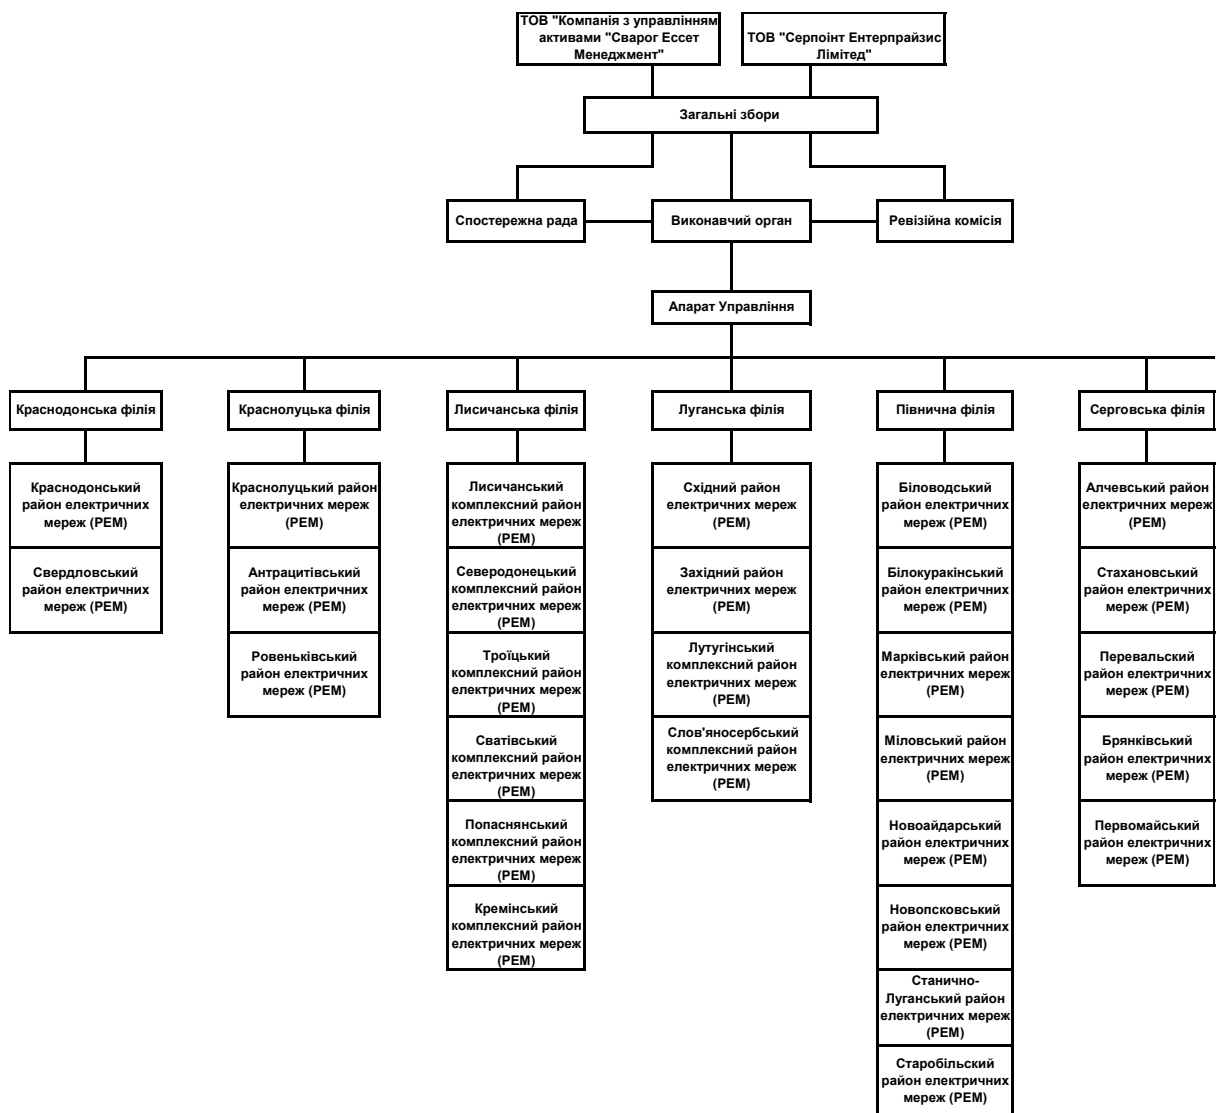 ТОВ "Компанія з управлінням
активами "Сварог Ессет
Менеджмент"
ТОВ "Серпоінт Ентерпрайзис
Лімітед"
Загальні збори
Спостережна рада
Виконавчий орган
Ревізійна комісія
Апарат Управління
Краснодонська філія
Краснолуцька філія
Лисичанська філія
Луганська філія
Північна філія
Серговська філія
Краснодонський
район електричних
мереж (РЕМ)
Свердловський
район електричних
мереж (РЕМ)
Краснолуцький район
електричних мереж
(РЕМ)
Антрацитівський
район електричних
мереж (РЕМ)
Ровеньківський
район електричних
мереж (РЕМ)
Лисичанський
комплексний район
електричних мереж
(РЕМ)
Северодонецький
комплексний район
електричних мереж
(РЕМ)
Троїцький
комплексний район
електричних мереж
(РЕМ)
Сватівський
комплексний район
електричних мереж
(РЕМ)
Попаснянський
комплексний район
електричних мереж
(РЕМ)
Кремінський
комплексний район
електричних мереж
(РЕМ)
Східний район
електричних мереж
(РЕМ)
Західний район
електричних мереж
(РЕМ)
Лутугінський
комплексний район
електричних мереж
(РЕМ)
Слов'яносербський
комплексний район
електричних мереж
(РЕМ)
Біловодський
район електричних
мереж (РЕМ)
Білокуракінський
район електричних
мереж (РЕМ)
Марківський район
електричних мереж
(РЕМ)
Міловський район
електричних мереж
(РЕМ)
Новоайдарський
район електричних
мереж (РЕМ)
Новопсковський
район електричних
мереж (РЕМ)
Станично-
Луганський район
електричних мереж
(РЕМ)
Старобільский
район електричних
мереж (РЕМ)
Алчевський район
електричних мереж
(РЕМ)
Стахановський
район електричних
мереж (РЕМ)
Перевальский
район електричних
мереж (РЕМ)
Брянківський
район електричних
мереж (РЕМ)
Первомайський
район електричних
мереж (РЕМ)